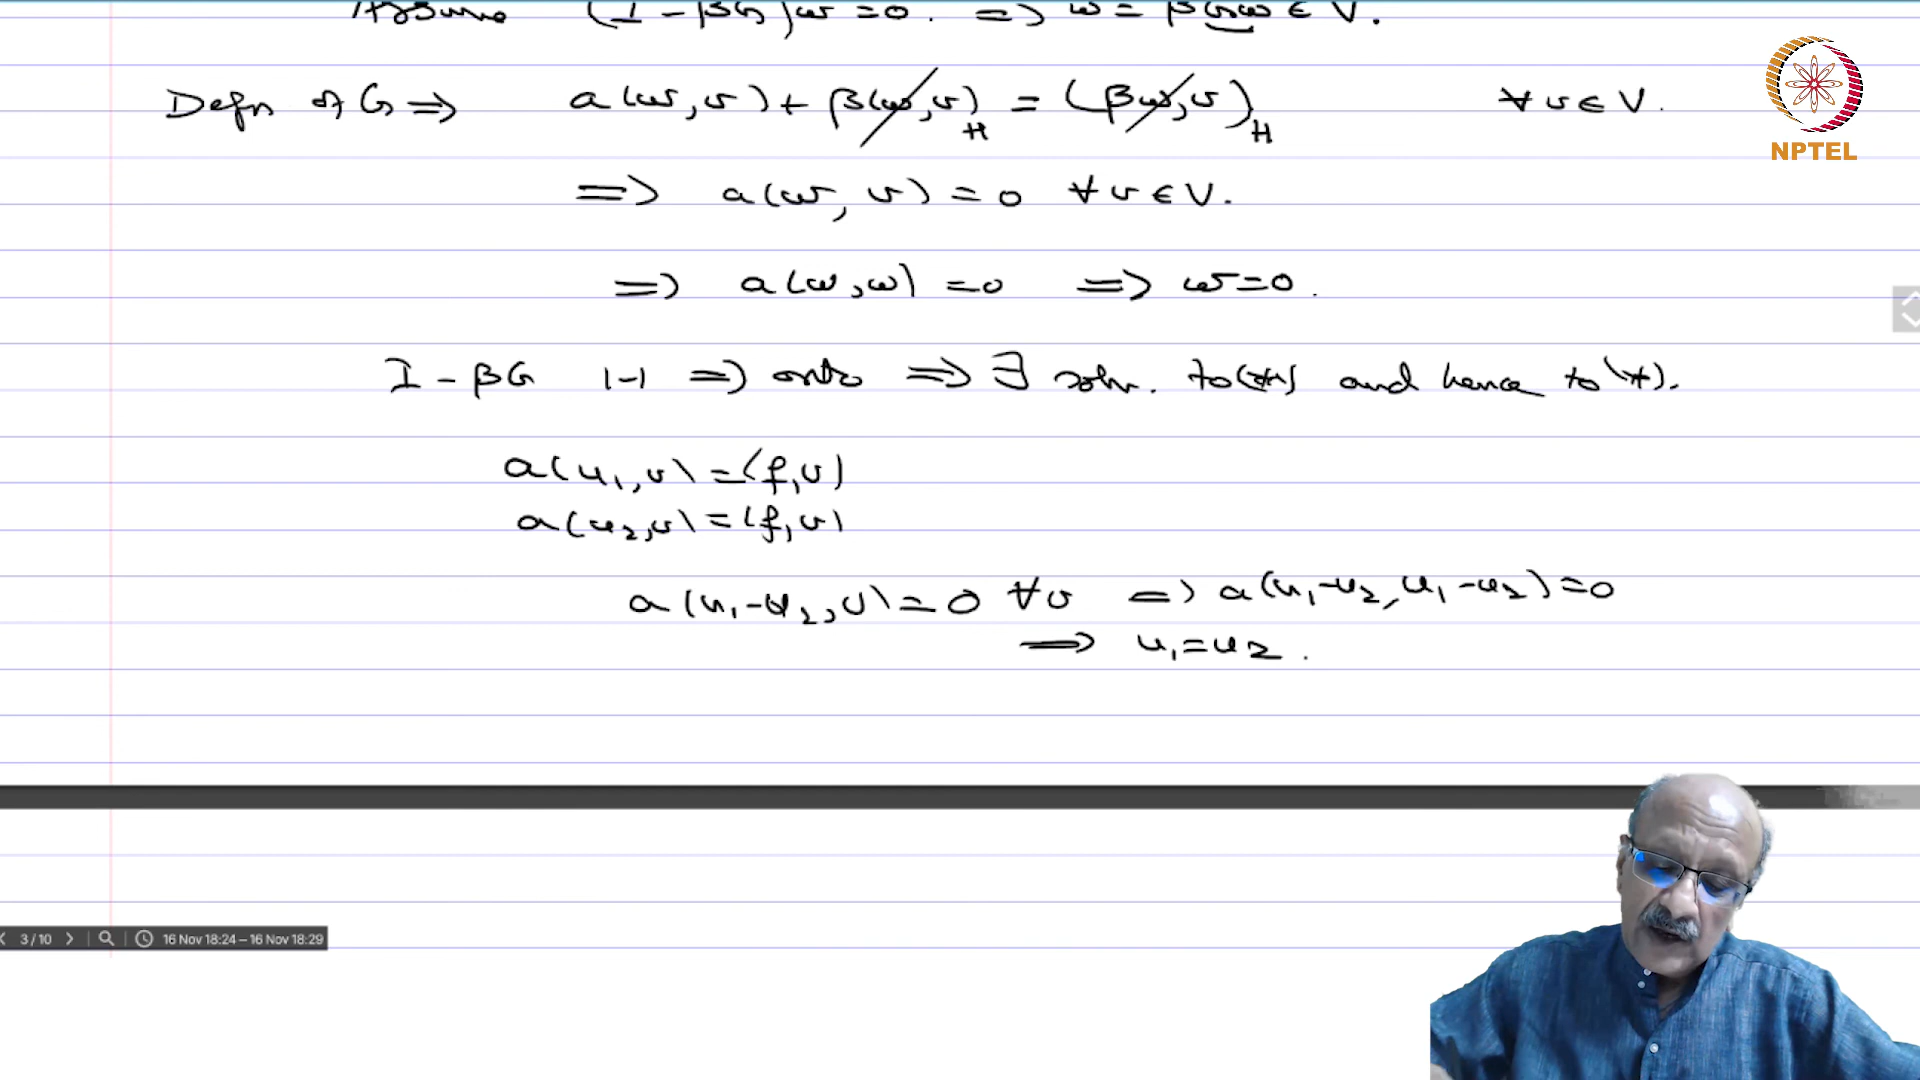 Assume (I - βG)w = 0. ⇒ w = βGw ∈ V.
Defn of G ⇒ a(w, v) + β(w, v)_H = (βw, v)_H ∀ v ∈ V.
⇒ a(w, v) = 0 ∀ v ∈ V.
⇒ a(w, w) = 0 ⇒ w = 0.
I - βG 1-1 ⇒ onto ⇒ ∃ soln. to (**) and hence to (*).
a(u₁, v) = (f, v)
a(u₂, v) = (f, v)
a(u₁ - u₂, v) = 0 ∀ v ⇒ a(u₁ - u₂, u₁ - u₂) = 0
⇒ u₁ = u₂.
NPTEL
3 / 10 16 Nov 18:24 – 16 Nov 18:29